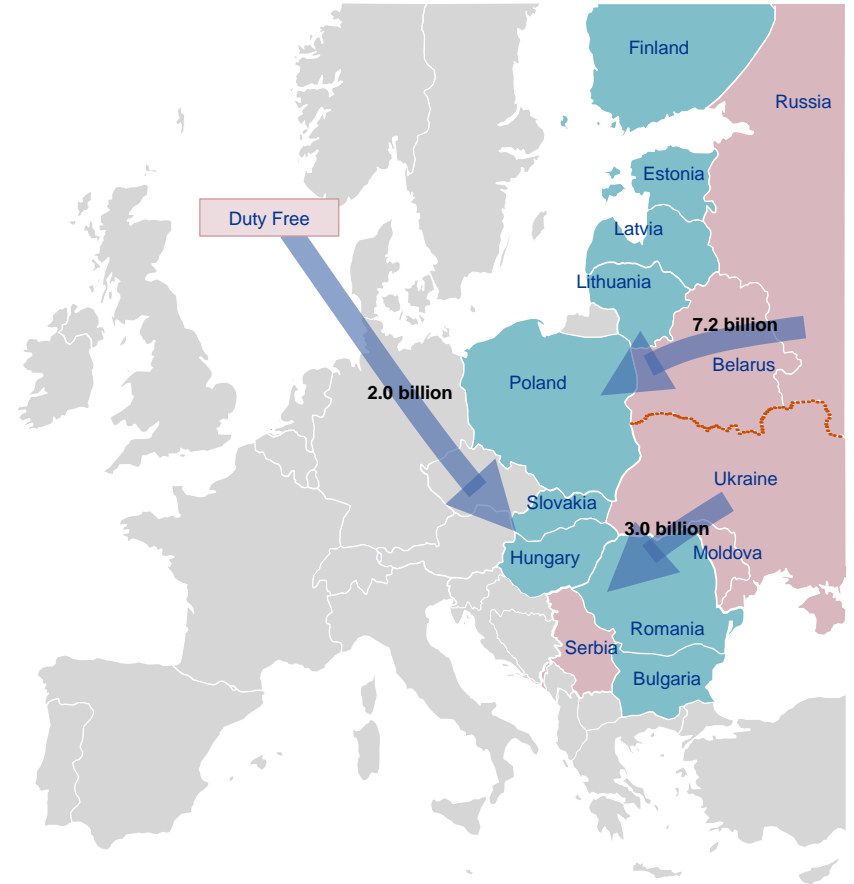 Finland
Russia
Estonia
Duty Free
Latvia
Lithuania
7.2 billion
Belarus
Poland
2.0 billion
Ukraine
Slovakia
3.0 billion
Moldova
Hungary
Romania
Serbia
Bulgaria